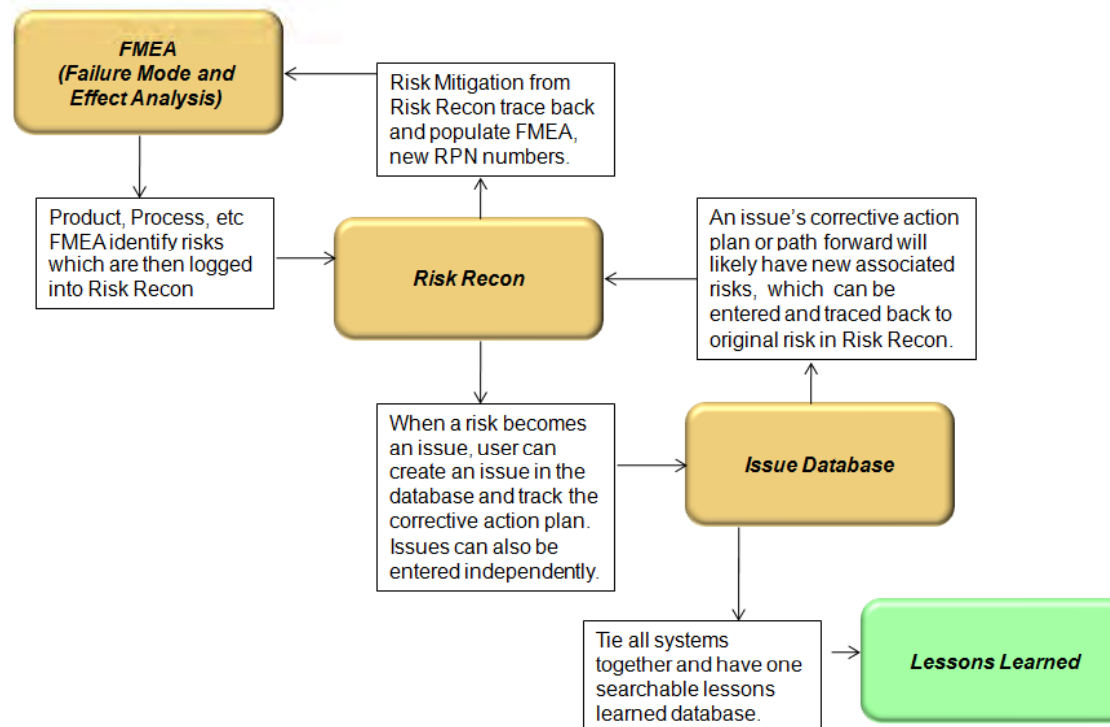 FMEA
(Failure Mode and
Effect Analysis)
Risk Mitigation from
Risk Recon trace back
and populate FMEA,
new RPN numbers.
Product, Process, etc
FMEA identify risks
which are then logged
into Risk Recon
Risk Recon
An issue's corrective action
plan or path forward will
likely have new associated
risks, which can be
entered and traced back to
original risk in Risk Recon.
When a risk becomes
an issue, user can
create an issue in the
database and track the
corrective action plan.
Issues can also be
entered independently.
Issue Database
Tie all systems
together and have one
searchable lessons
learned database.
Lessons Learned